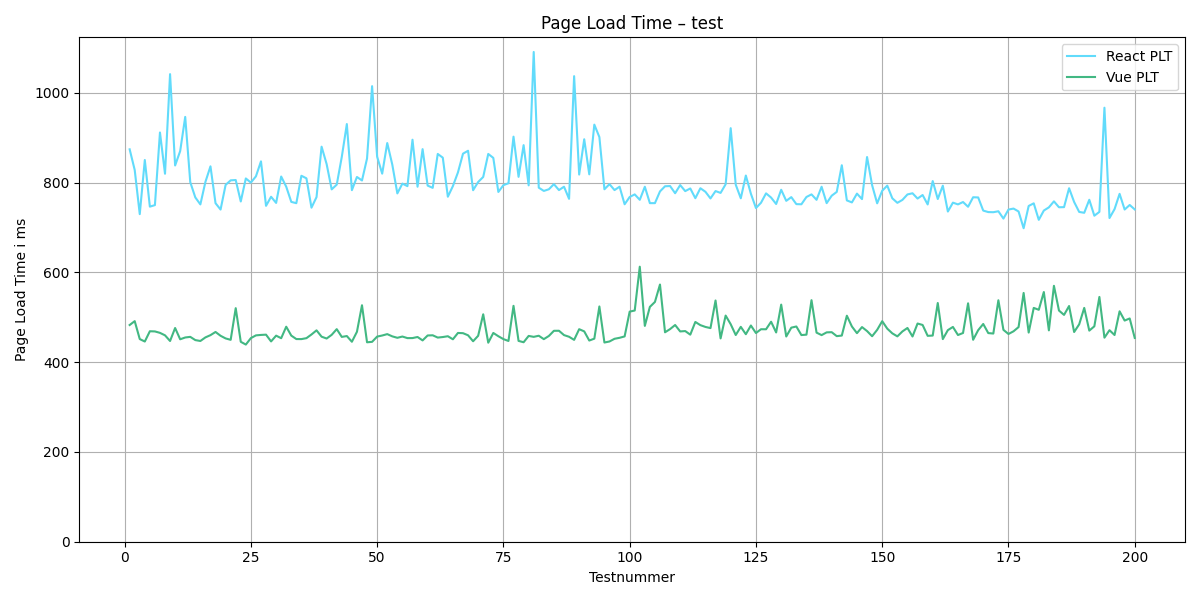 Page Load Time – test
React PLT
Vue PLT
Page Load Time i ms
1000
800
600
400
200
0
0 25 50 75 100 125 150 175 200
Testnummer